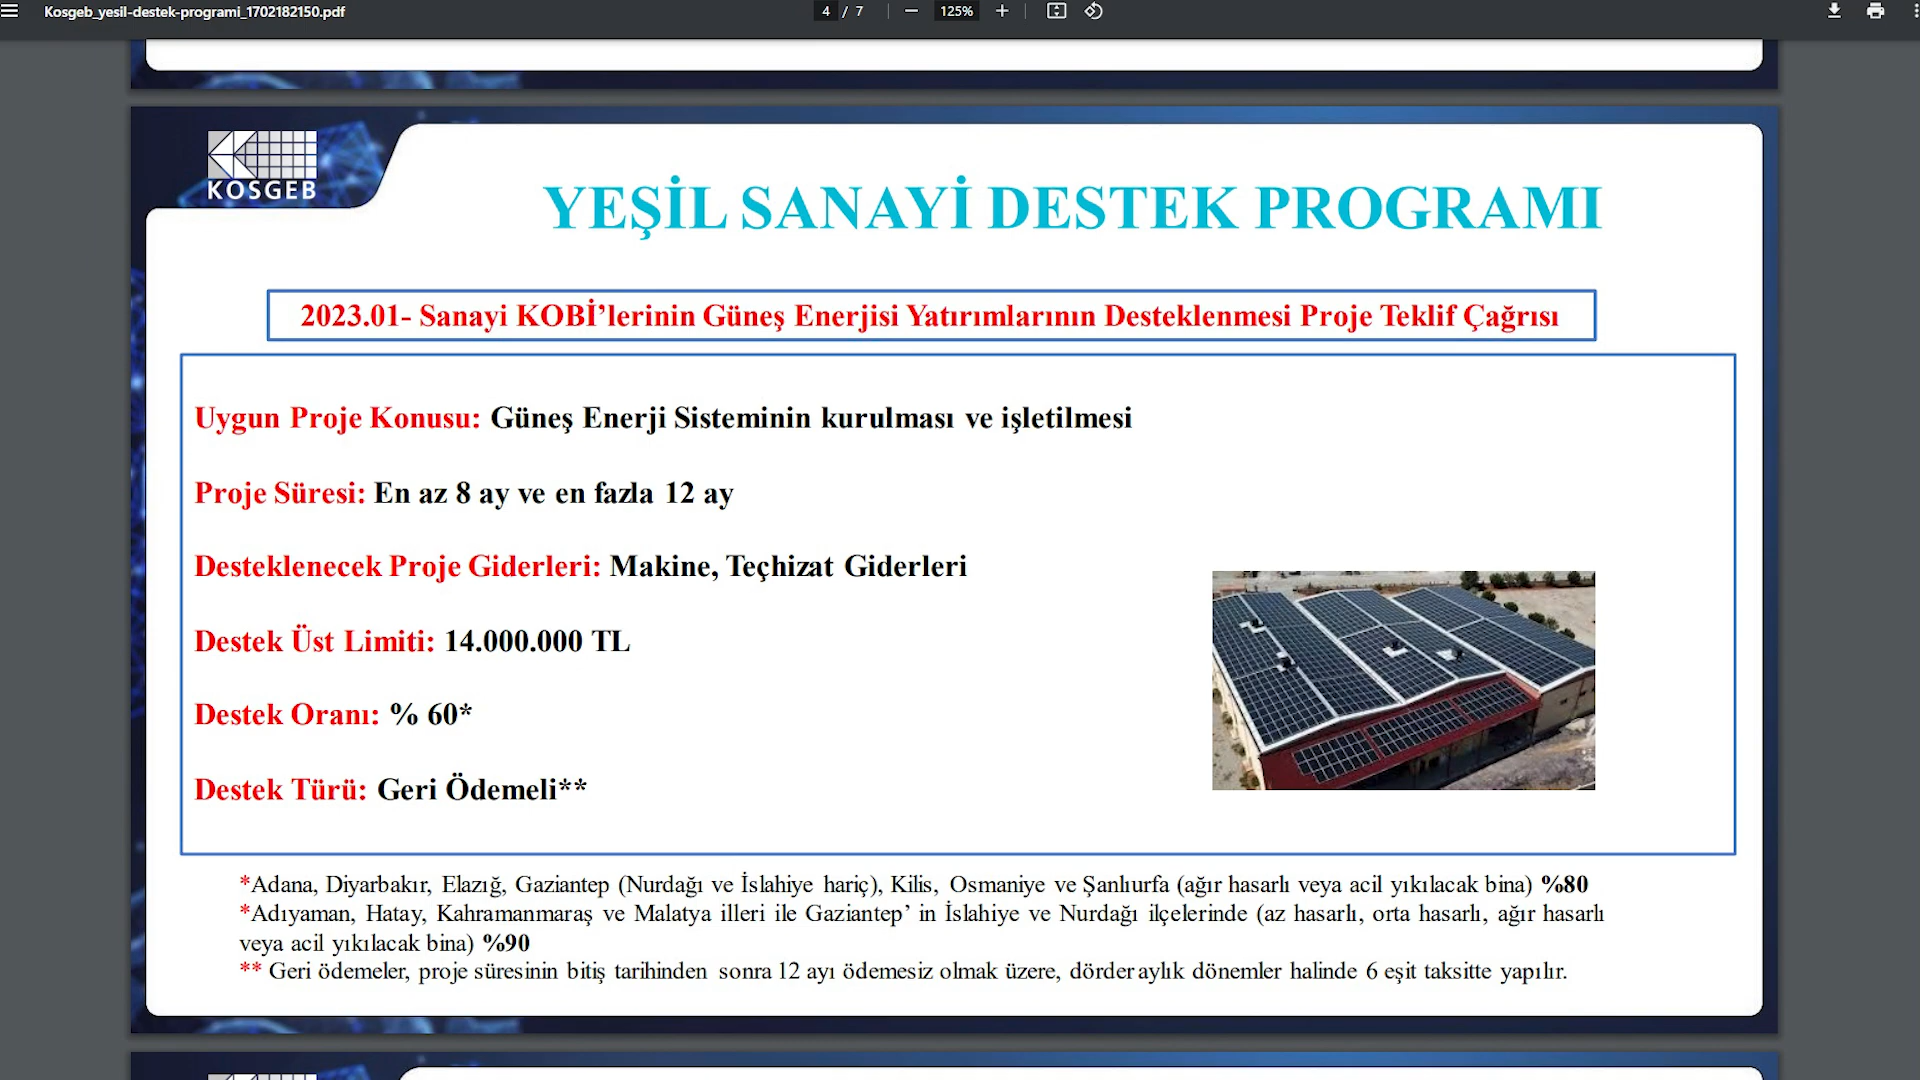 Kosgeb_yesil-destek-programi_1702182150.pdf
4 / 7
125%
KOSGEB
YEŞİL SANAYİ DESTEK PROGRAMI
2023.01- Sanayi KOBİ’lerinin Güneş Enerjisi Yatırımlarının Desteklenmesi Proje Teklif Çağrısı
Uygun Proje Konusu: Güneş Enerji Sisteminin kurulması ve işletilmesi
Proje Süresi: En az 8 ay ve en fazla 12 ay
Desteklenecek Proje Giderleri: Makine, Teçhizat Giderleri
Destek Üst Limiti: 14.000.000 TL
Destek Oranı: % 60*
Destek Türü: Geri Ödemeli**
*Adana, Diyarbakır, Elazığ, Gaziantep (Nurdağı ve İslahiye hariç), Kilis, Osmaniye ve Şanlıurfa (ağır hasarlı veya acil yıkılacak bina) %80
*Adıyaman, Hatay, Kahramanmaraş ve Malatya illeri ile Gaziantep’ in İslahiye ve Nurdağı ilçelerinde (az hasarlı, orta hasarlı, ağır hasarlı
veya acil yıkılacak bina) %90
** Geri ödemeler, proje süresinin bitiş tarihinden sonra 12 ayı ödemesiz olmak üzere, dörder aylık dönemler halinde 6 eşit taksitte yapılır.